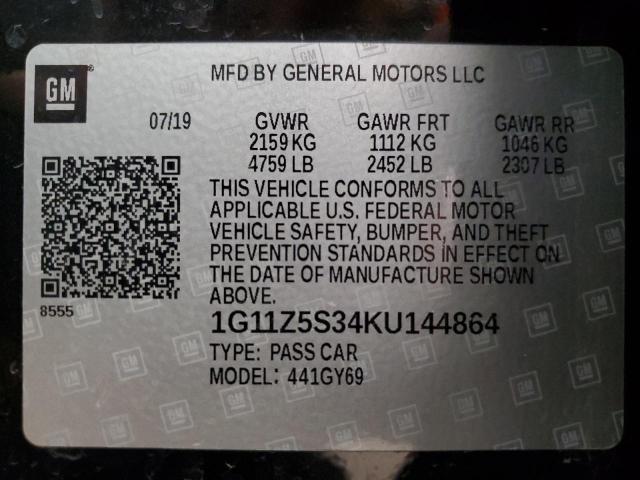 GM®
MFD BY GENERAL MOTORS LLC
07/19 GVWR GAWR FRT GAWR RR
2159 KG 1112 KG 1046 KG
4759 LB 2452 LB 2307 LB
THIS VEHICLE CONFORMS TO ALL
APPLICABLE U.S. FEDERAL MOTOR
VEHICLE SAFETY, BUMPER, AND THEFT
PREVENTION STANDARDS IN EFFECT ON
THE DATE OF MANUFACTURE SHOWN
ABOVE.
8555
1G11Z5S34KU144864
TYPE: PASS CAR
MODEL: 441GY69